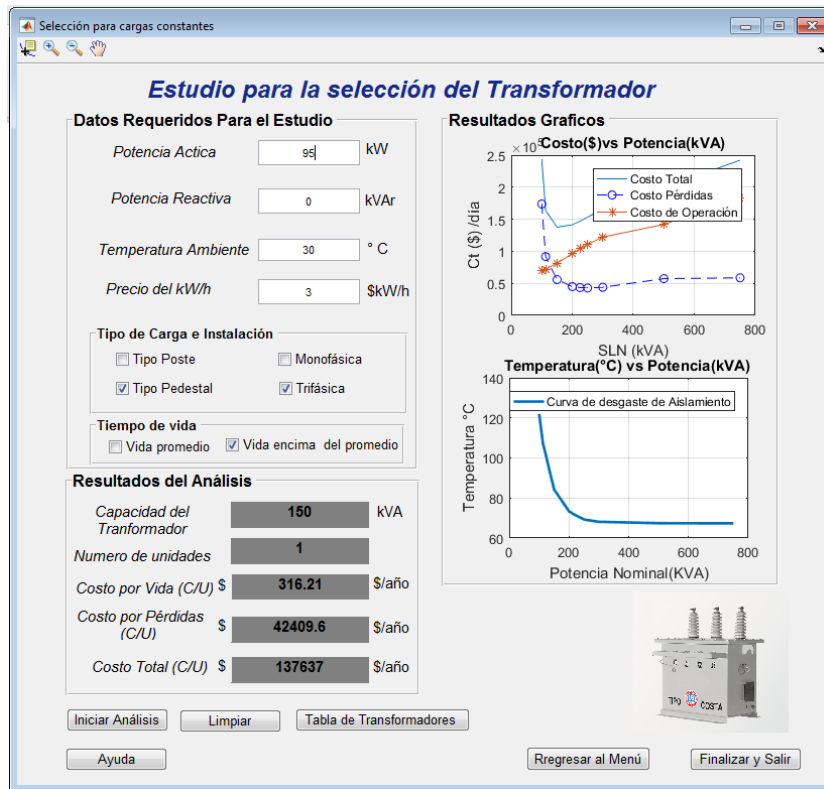 Selección para cargas constantes
Estudio para la selección del Transformador
Datos Requeridos Para el Estudio
Potencia Actica 95 kW
Potencia Reactiva 0 kVAr
Temperatura Ambiente 30 ° C
Precio del kW/h 3 $kW/h
Tipo de Carga e Instalación
Tipo Poste Monofásica
Tipo Pedestal Trifásica
Tiempo de vida
Vida promedio Vida encima del promedio
Resultados del Análisis
Capacidad del Tranformador 150 kVA
Numero de unidades 1
Costo por Vida (C/U) $ 316.21 $/año
Costo por Pérdidas (C/U) $ 42409.6 $/año
Costo Total (C/U) $ 137637 $/año
Iniciar Análisis Limpiar Tabla de Transformadores
Ayuda
Resultados Graficos
× 10⁵ Costo($)vs Potencia(kVA)
Costo Total
Costo Pérdidas
Costo de Operación
Ct ($) /día
2.5
2
1.5
1
0.5
0
0 200 400 600 800
SLN (kVA)
Temperatura(°C) vs Potencia(kVA)
Curva de desgaste de Aislamiento
Temperatura °C
140
120
100
80
60
0 200 400 600 800
Potencia Nominal(KVA)
TIPO COSTA
Rregresar al Menú Finalizar y Salir